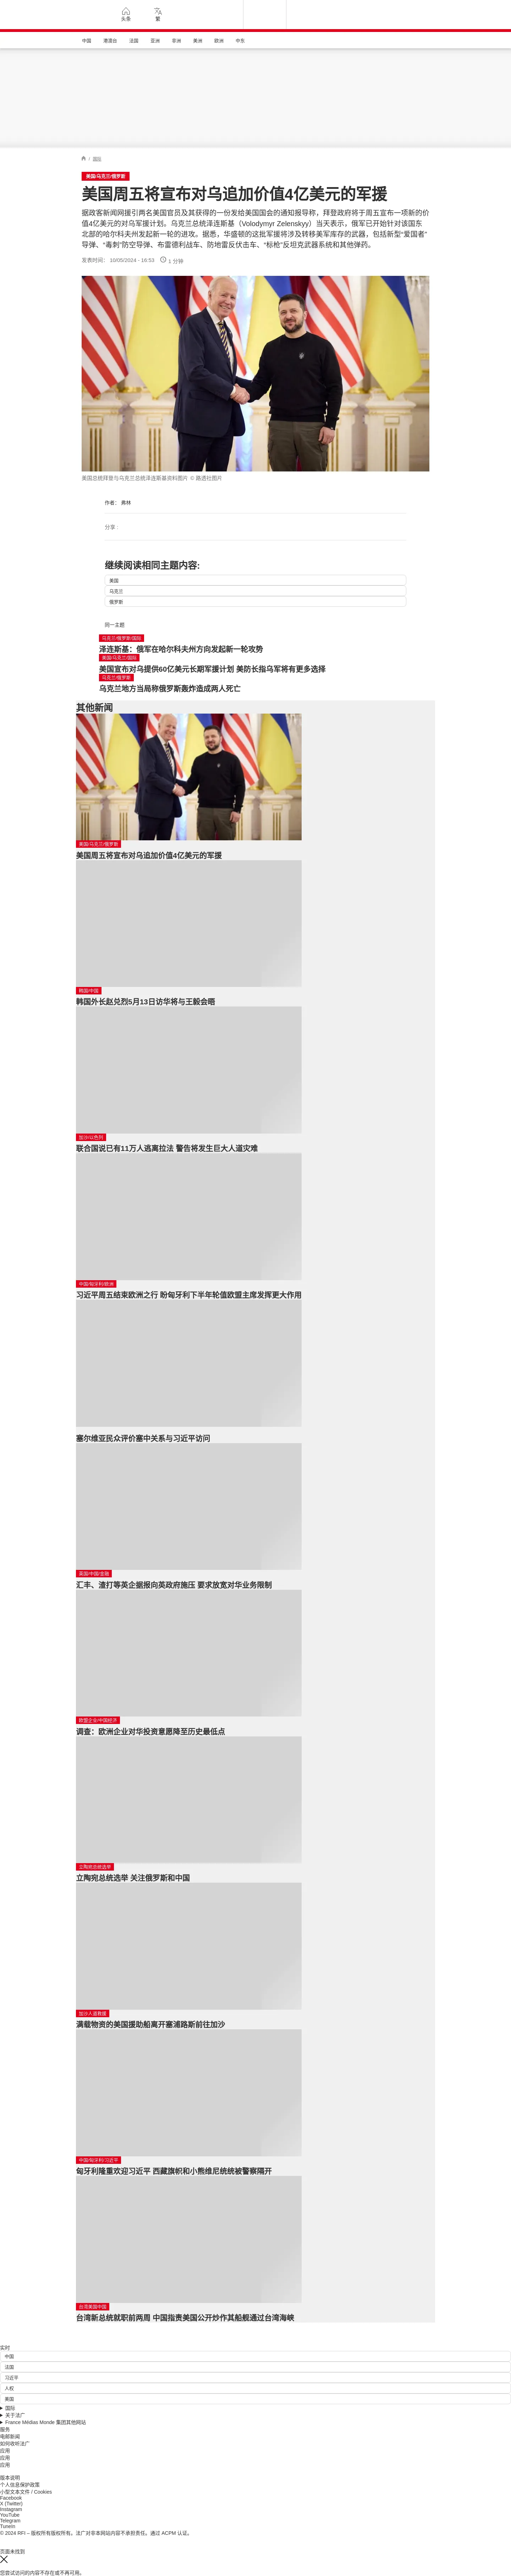 头条
繁
中国
港澳台
法国
亚洲
非洲
美洲
欧洲
中东
/ 国际
美国/乌克兰/俄罗斯
美国周五将宣布对乌追加价值4亿美元的军援
据政客新闻网援引两名美国官员及其获得的一份发给美国国会的通知报导称，拜登政府将于周五宣布一项新的价
值4亿美元的对乌军援计划。乌克兰总统泽连斯基（Volodymyr Zelenskyy）当天表示，俄军已开始针对该国东
北部的哈尔科夫州发起新一轮的进攻。据悉，华盛顿的这批军援将涉及转移美军库存的武器，包括新型“爱国者”
导弹、“毒刺”防空导弹、布雷德利战车、防地雷反伏击车、“标枪”反坦克武器系统和其他弹药。
发表时间： 10/05/2024 - 16:53 1 分钟
美国总统拜登与乌克兰总统泽连斯基资料图片 © 路透社图片
作者： 弗林
分享 :
继续阅读相同主题内容:
美国
乌克兰
俄罗斯
同一主题
乌克兰/俄罗斯/国际
泽连斯基：俄军在哈尔科夫州方向发起新一轮攻势
美国/乌克兰/国际
美国宣布对乌提供60亿美元长期军援计划 美防长指乌军将有更多选择
乌克兰/俄罗斯
乌克兰地方当局称俄罗斯轰炸造成两人死亡
其他新闻
美国/乌克兰/俄罗斯
美国周五将宣布对乌追加价值4亿美元的军援
韩国/中国
韩国外长赵兑烈5月13日访华将与王毅会晤
加沙/以色列
联合国说已有11万人逃离拉法 警告将发生巨大人道灾难
中国/匈牙利/欧洲
习近平周五结束欧洲之行 盼匈牙利下半年轮值欧盟主席发挥更大作用
塞尔维亚民众评价塞中关系与习近平访问
英国/中国/金融
汇丰、渣打等英企据报向英政府施压 要求放宽对华业务限制
欧盟企业/中国经济
调查：欧洲企业对华投资意愿降至历史最低点
立陶宛总统选举
立陶宛总统选举 关注俄罗斯和中国
加沙人道救援
满载物资的美国援助船离开塞浦路斯前往加沙
中国/匈牙利/习近平
匈牙利隆重欢迎习近平 西藏旗帜和小熊维尼统统被警察隔开
台湾美国中国
台湾新总统就职前两周 中国指责美国公开炒作其船舰通过台湾海峡
实时
中国
法国
习近平
人权
美国
国际
关于法广
France Médias Monde 集团其他网站
服务
电邮新闻
如何收听法广
应用
应用
应用
版本说明
个人信息保护政策
小型文本文件 / Cookies
Facebook
X (Twitter)
Instagram
YouTube
Telegram
TuneIn
© 2024 RFI – 版权所有版权所有。法广对非本网站内容不承担责任。通过 ACPM 认证。
页面未找到
您尝试访问的内容不存在或不再可用。